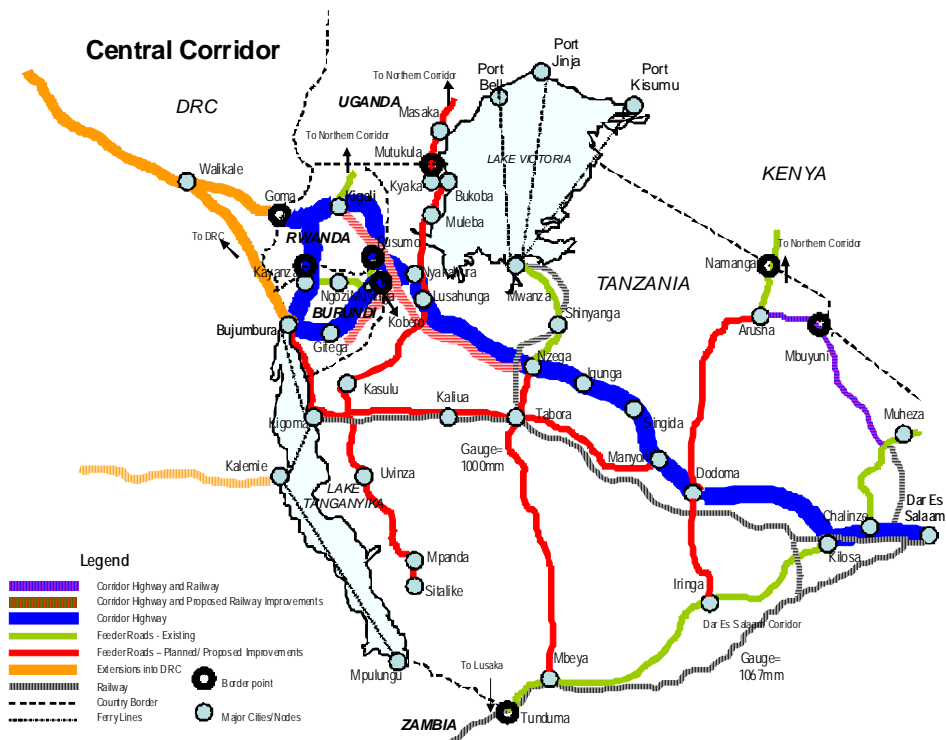 Central Corridor
DRC
UGANDA
To Northern Corridor
Port
Bell
Port
Jinja
Port
Kisumu
Masaka
To Northern Corridor
Mutukula
LAKE VICTORIA
Walikale
Kyaka
Bukoba
KENYA
Goma
Kigali
Muleba
To DRC
RWANDA
Rusumo
To Northern Corridor
Kayanza
Nyakahura
Namanga
Ngozi
Mwanza
TANZANIA
BURUNDI
Kobero
Lusahunga
Shinyanga
Bujumbura
Gitega
Arusha
Mbuyuni
Nzega
Kasulu
Igunga
Kaliua
Kigoma
Tabora
Singida
Muheza
Gauge=
1000mm
Manyoni
Kalemie
Uvinza
Dodoma
LAKE
TANGANYIKA
Dar Es
Salaam
Chalinze
Kilosa
Mpanda
Sitalike
Iringa
Dar Es Salaam Corridor
Legend
Corridor Highway and Railway
Corridor Highway and Proposed Railway Improvements
Corridor Highway
Feeder Roads - Existing
Feeder Roads – Planned/ Proposed Improvements
Extensions into DRC
Railway
Country Border
Ferry Lines
Border point
Major Cities/Nodes
Mpulungu
To Lusaka
Mbeya
Gauge=
1067mm
ZAMBIA
Tunduma